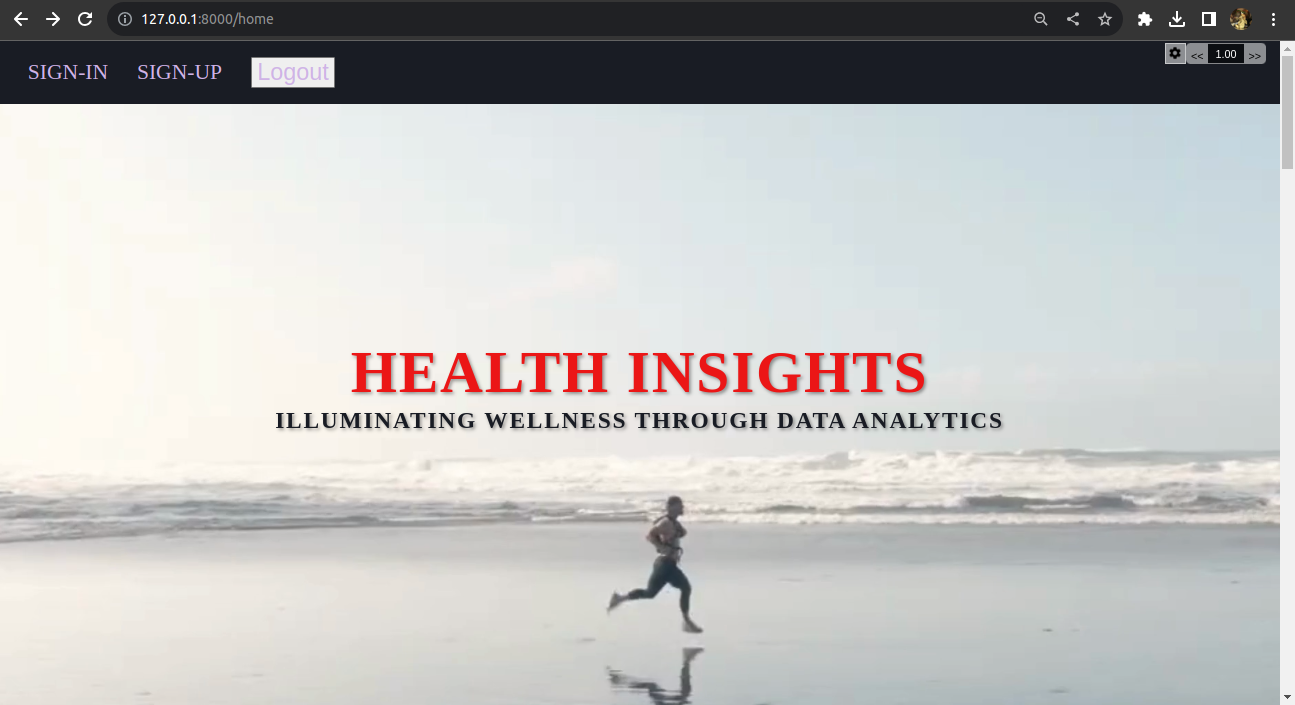 127.0.0.1:8000/home
SIGN-IN SIGN-UP Logout
<< 1.00 >>
HEALTH INSIGHTS
ILLUMINATING WELLNESS THROUGH DATA ANALYTICS